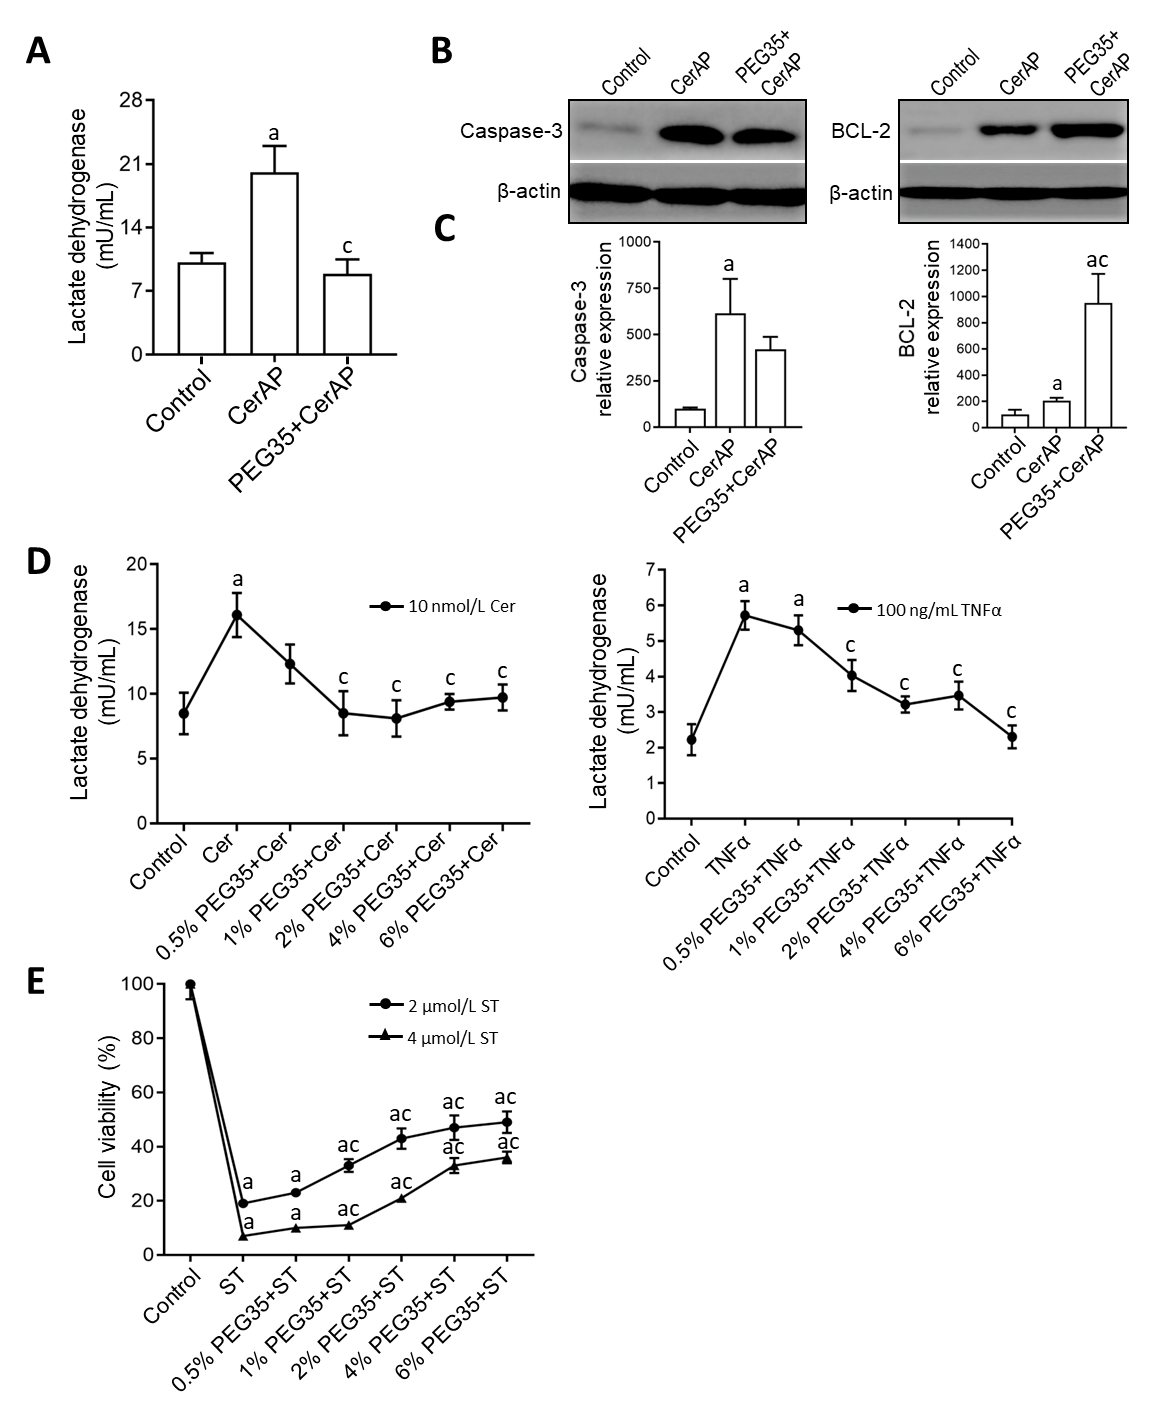 A
Lactate dehydrogenase
(mU/mL)
28
21
14
7
0
a
c
Control
CerAP
PEG35+CerAP
B
Control
CerAP
PEG35+
CerAP
Caspase-3
β-actin
Control
CerAP
PEG35+
CerAP
BCL-2
β-actin
C
Caspase-3
relative expression
1000
750
500
250
0
a
Control
CerAP
PEG35+CerAP
BCL-2
relative expression
1400
1200
1000
800
600
400
200
0
a
ac
Control
CerAP
PEG35+CerAP
D
Lactate dehydrogenase
(mU/mL)
20
15
10
5
0
10 nmol/L Cer
a
c
c
c
c
Control
Cer
0.5% PEG35+Cer
1% PEG35+Cer
2% PEG35+Cer
4% PEG35+Cer
6% PEG35+Cer
Lactate dehydrogenase
(mU/mL)
7
6
5
4
3
2
1
0
100 ng/mL TNFα
a
a
c
c
c
c
Control
TNFα
0.5% PEG35+TNFα
1% PEG35+TNFα
2% PEG35+TNFα
4% PEG35+TNFα
6% PEG35+TNFα
E
Cell viability (%)
100
80
60
40
20
0
2 µmol/L ST
4 µmol/L ST
a
a
ac
ac
ac
ac
a
a
ac
ac
ac
ac
Control
ST
0.5% PEG35+ST
1% PEG35+ST
2% PEG35+ST
4% PEG35+ST
6% PEG35+ST